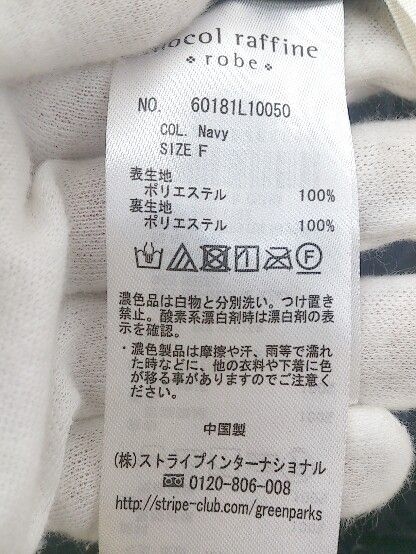 chocol raffine
robe
NO. 60181L10050
COL. Navy
SIZE F
表生地
ポリエステル 100%
裏生地
ポリエステル 100%
F
濃色品は白物と分別洗い。つけ置き
禁止。酸素系漂白剤時は漂白剤の表
示を確認。
・濃色製品は摩擦や汗、雨等で濡れ
た時などに、他の衣料や下着に色
が移る事がありますのでご注意く
ださい。
中国製
(株)ストライプインターナショナル
0120-806-008
http://stripe-club.com/greenparks